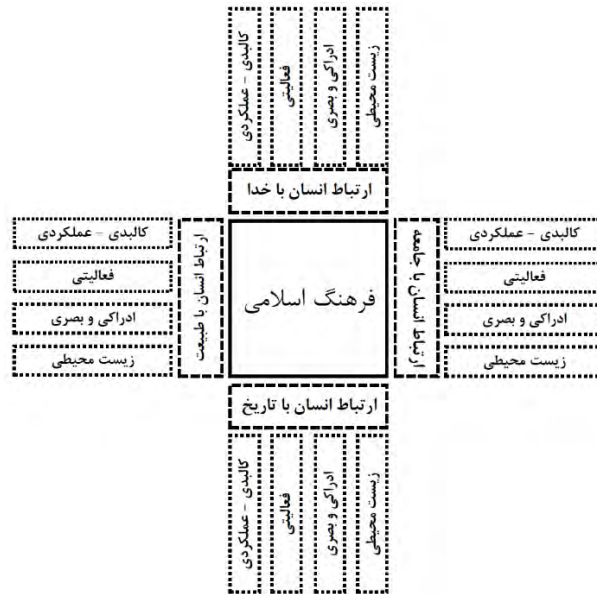 کالبدی - عملکردی
فعالیتی
ادراکی و بصری
زیست محیطی
ارتباط انسان با خدا
کالبدی - عملکردی
فعالیتی
ادراکی و بصری
زیست محیطی
ارتباط انسان با جامعه
فرهنگ اسلامی
ارتباط انسان با طبیعت
کالبدی - عملکردی
فعالیتی
ادراکی و بصری
زیست محیطی
ارتباط انسان با تاریخ
کالبدی - عملکردی
فعالیتی
ادراکی و بصری
زیست محیطی